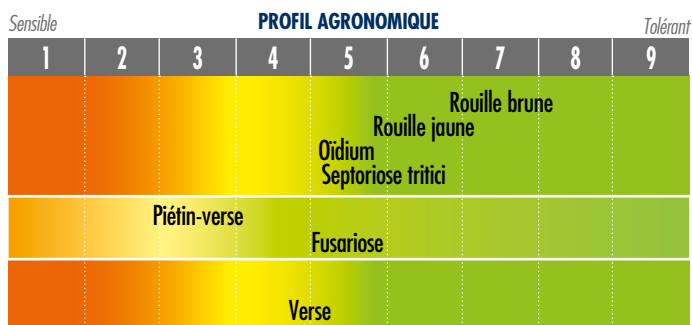 Sensible PROFIL AGRONOMIQUE Tolérant
1 2 3 4 5 6 7 8 9
Rouille brune
Rouille jaune
Oïdium
Septoriose tritici
Piétin-verse
Fusariose
Verse